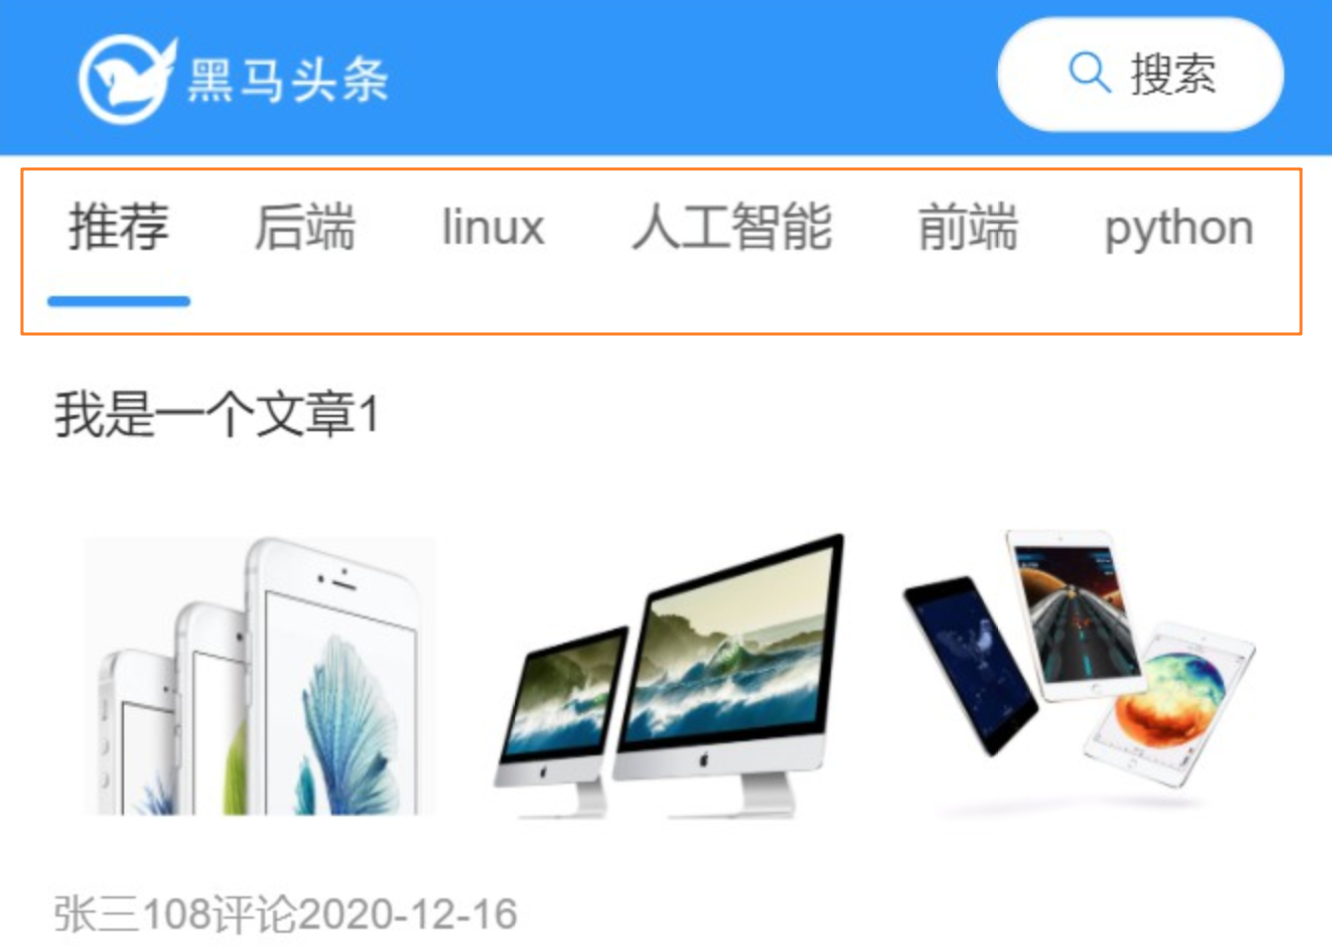 黑马头条 搜索
推荐 后端 linux 人工智能 前端 python
我是一个文章1
张三108评论2020-12-16